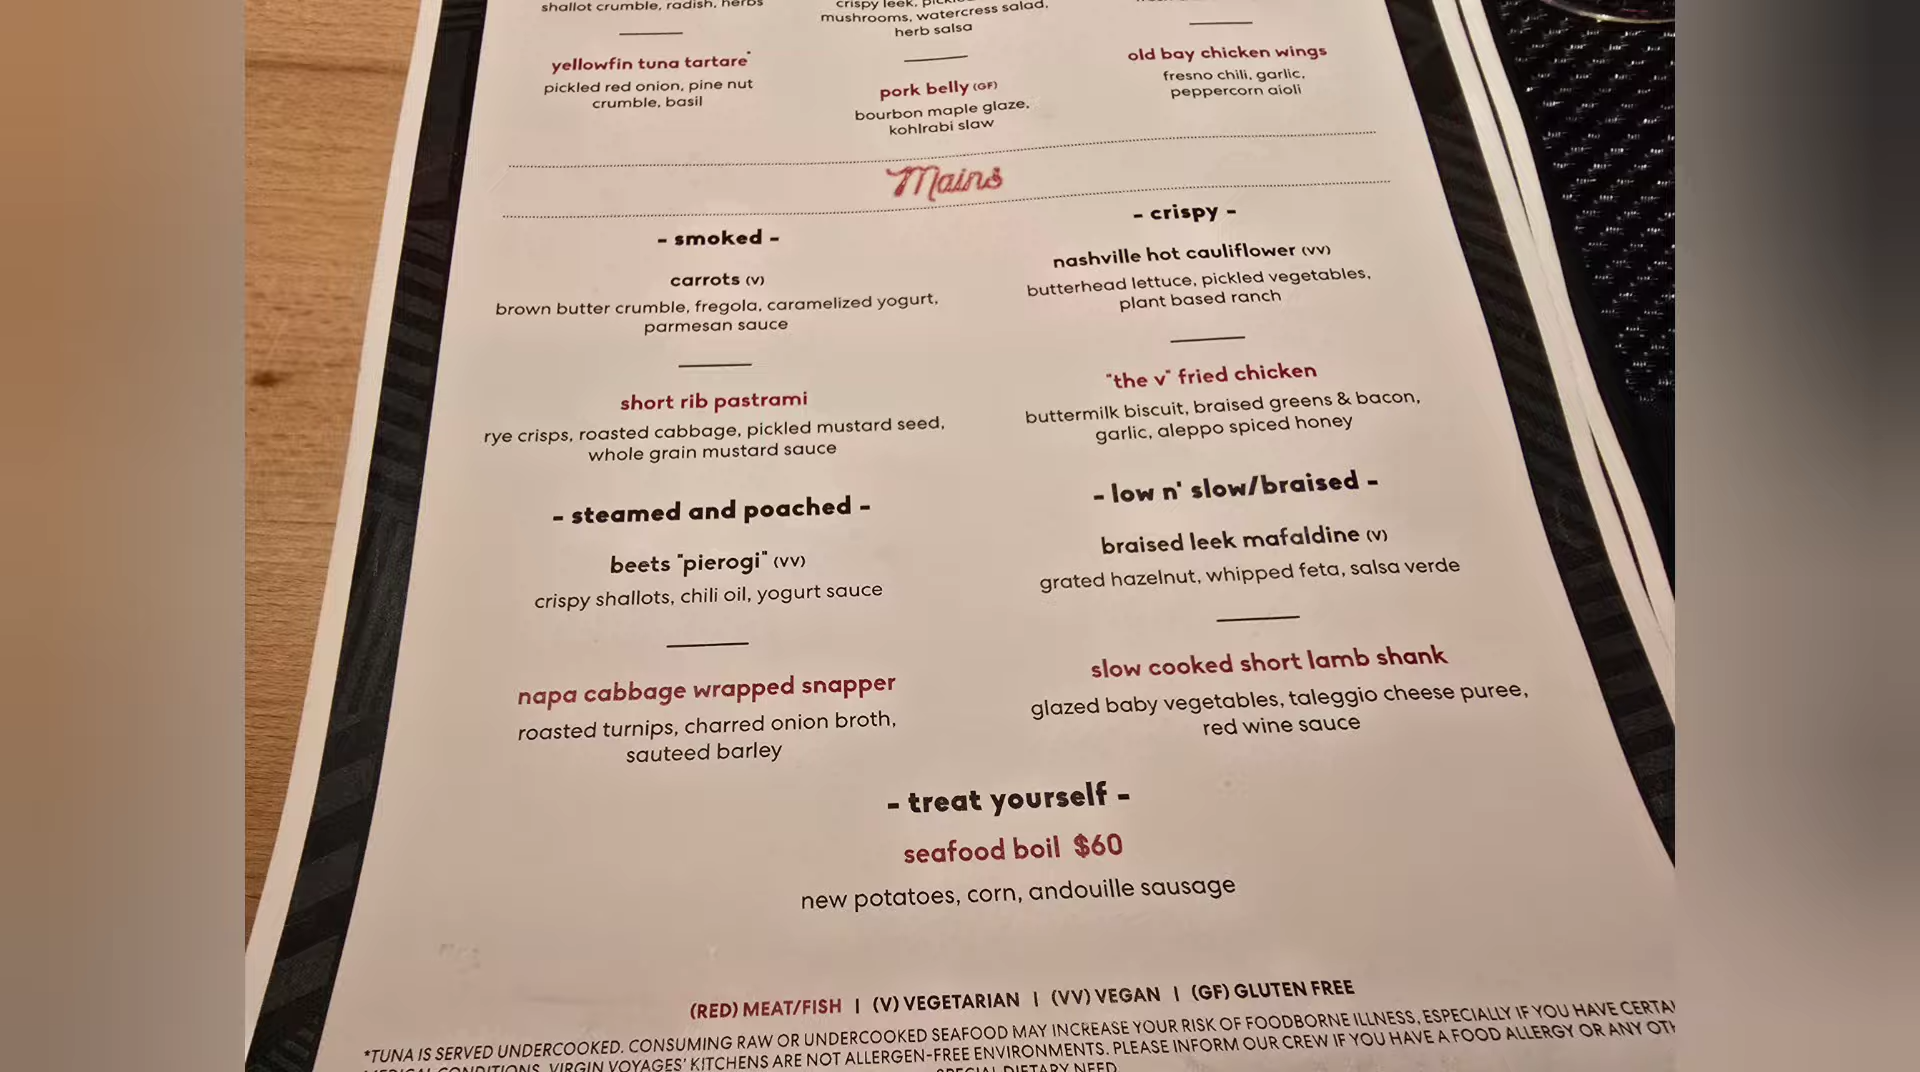 shallot crumble, radish, herbs
yellowfin tuna tartare*
pickled red onion, pine nut
crumble, basil
crispy leek,
mushrooms, watercress salad,
herb salsa
pork belly (GF)
bourbon maple glaze,
kohlrabi slaw
old bay chicken wings
fresno chili, garlic,
peppercorn aioli
Mains
- smoked -
carrots (V)
brown butter crumble, fregola, caramelized yogurt,
parmesan sauce
short rib pastrami
rye crisps, roasted cabbage, pickled mustard seed,
whole grain mustard sauce
- steamed and poached -
beets "pierogi" (VV)
crispy shallots, chili oil, yogurt sauce
napa cabbage wrapped snapper
roasted turnips, charred onion broth,
sauteed barley
- crispy -
nashville hot cauliflower (VV)
butterhead lettuce, pickled vegetables,
plant based ranch
"the v" fried chicken
buttermilk biscuit, braised greens & bacon,
garlic, aleppo spiced honey
- low n' slow/braised -
braised leek mafaldine (V)
grated hazelnut, whipped feta, salsa verde
slow cooked short lamb shank
glazed baby vegetables, taleggio cheese puree,
red wine sauce
- treat yourself -
seafood boil $60
new potatoes, corn, andouille sausage
(RED) MEAT/FISH | (V) VEGETARIAN | (VV) VEGAN | (GF) GLUTEN FREE
*TUNA IS SERVED UNDERCOOKED. CONSUMING RAW OR UNDERCOOKED SEAFOOD MAY INCREASE YOUR RISK OF FOODBORNE ILLNESS, ESPECIALLY IF YOU HAVE
MEDICAL CONDITIONS. VIRGIN VOYAGES' KITCHENS ARE NOT ALLERGEN-FREE ENVIRONMENTS. PLEASE INFORM OUR CREW IF YOU HAVE A FOOD ALLERGY OR ANY
SPECIAL DIETARY NEED